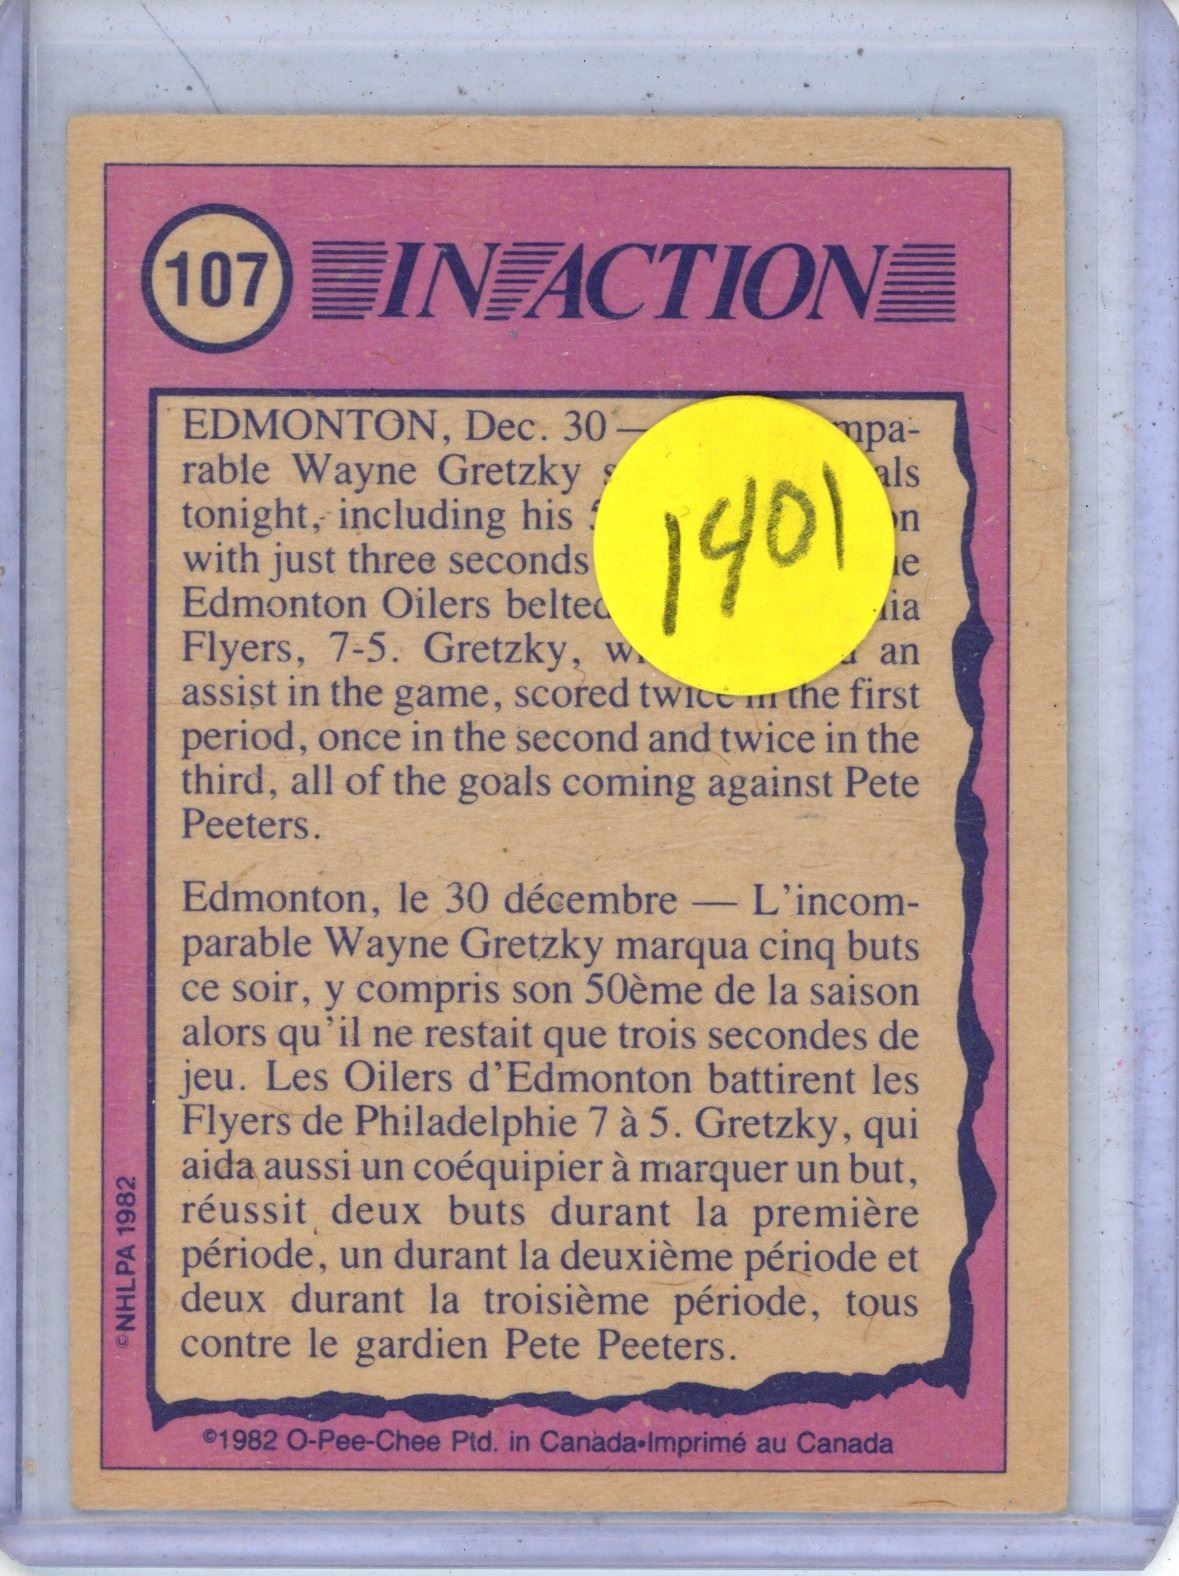 107
IN ACTION
EDMONTON, Dec. 30 — mpa-
rable Wayne Gretzky s als
tonight, including his on
with just three seconds
Edmonton Oilers belted
Flyers, 7-5. Gretzky, an
assist in the game, scored twice in the first
period, once in the second and twice in the
third, all of the goals coming against Pete
Peeters.
1401
Edmonton, le 30 décembre — L'incom-
parable Wayne Gretzky marqua cinq buts
ce soir, y compris son 50ème de la saison
alors qu'il ne restait que trois secondes de
jeu. Les Oilers d'Edmonton battirent les
Flyers de Philadelphie 7 à 5. Gretzky, qui
aida aussi un coéquipier à marquer un but,
réussit deux buts durant la première
période, un durant la deuxième période et
deux durant la troisième période, tous
contre le gardien Pete Peeters.
©NHLPA 1982
©1982 O-Pee-Chee Ptd. in Canada•Imprimé au Canada